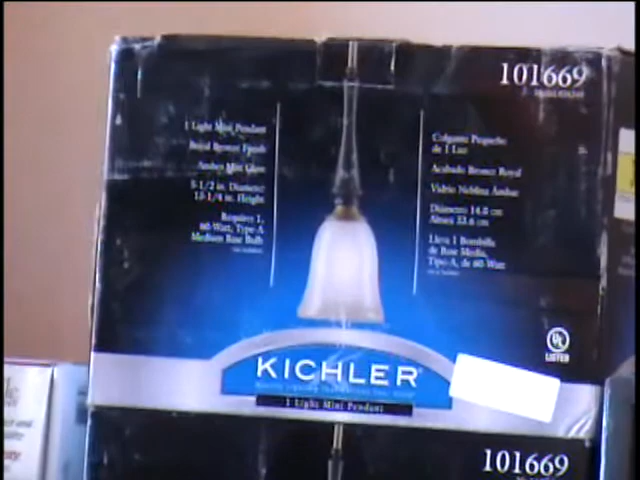 101669
1 Light Mini Pendant
Royal Bronze Finish
Amber Mist Glass
5-1/2 in. Diameter
13-1/4 in. Height
Requires 1,
60-Watt, Type-A
Medium Base Bulb
Colgante Pequeño
de 1 Luz
Acabado Bronce Royal
Vidrio Neblina Ambar
Diámetro 14.0 cm
Altura 33.6 cm
Lleva 1 Bombilla
de Base Media,
Tipo A, de 60 Watt
UL
LISTED
KICHLER
1 Light Mini Pendant
101669